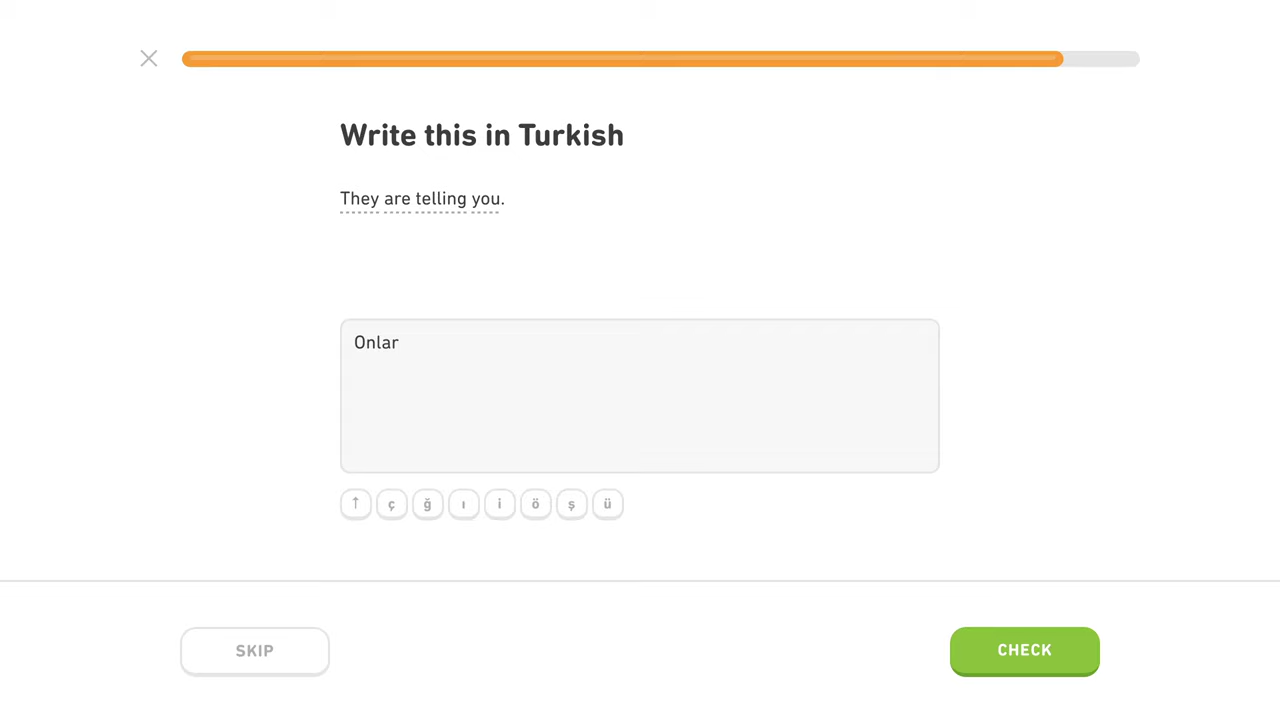 Write this in Turkish
They are telling you.
Onlar
↑ ç ğ ı i ö ş ü
SKIP
CHECK